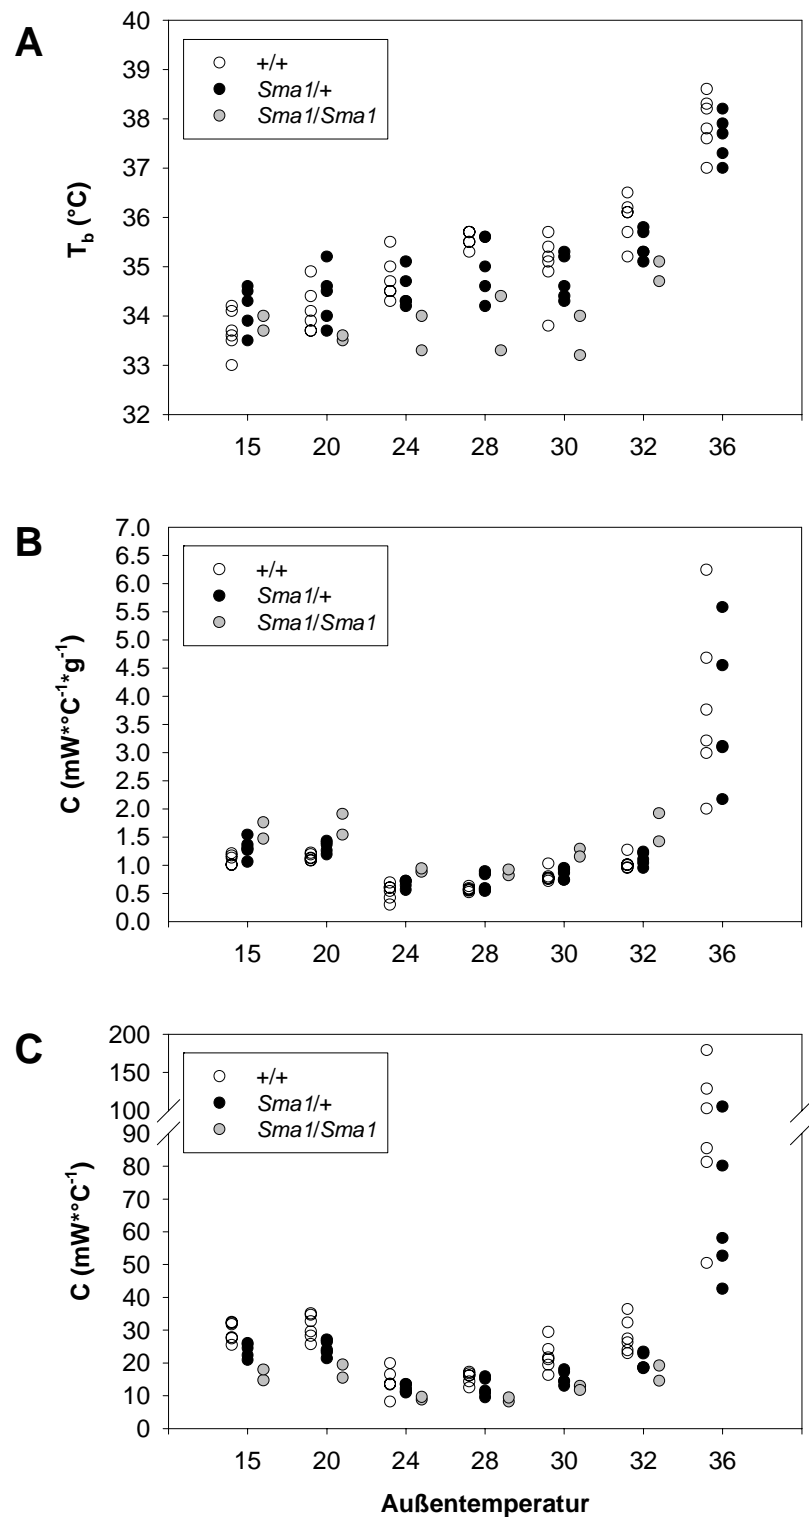 A
40
39
38
37
36
35
34
33
32
T_b (°C)
+/+
Sma1/+
Sma1/Sma1
15 20 24 28 30 32 36
B
7.0
6.5
6.0
5.5
5.0
4.5
4.0
3.5
3.0
2.5
2.0
1.5
1.0
0.5
0.0
C (mW*°C⁻¹*g⁻¹)
+/+
Sma1/+
Sma1/Sma1
15 20 24 28 30 32 36
C
200
150
100
90
80
70
60
50
40
30
20
10
0
C (mW*°C⁻¹)
+/+
Sma1/+
Sma1/Sma1
15 20 24 28 30 32 36
Außentemperatur